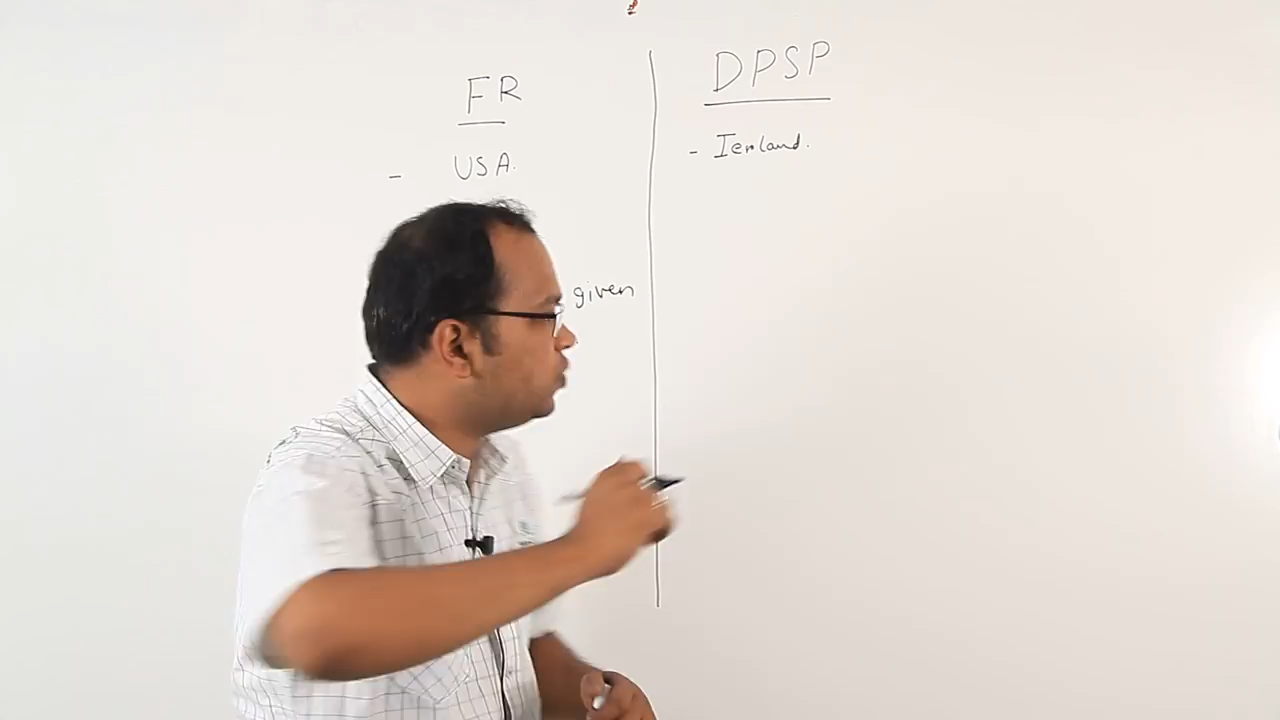 FR
- USA.
given
DPSP
- Ierland.